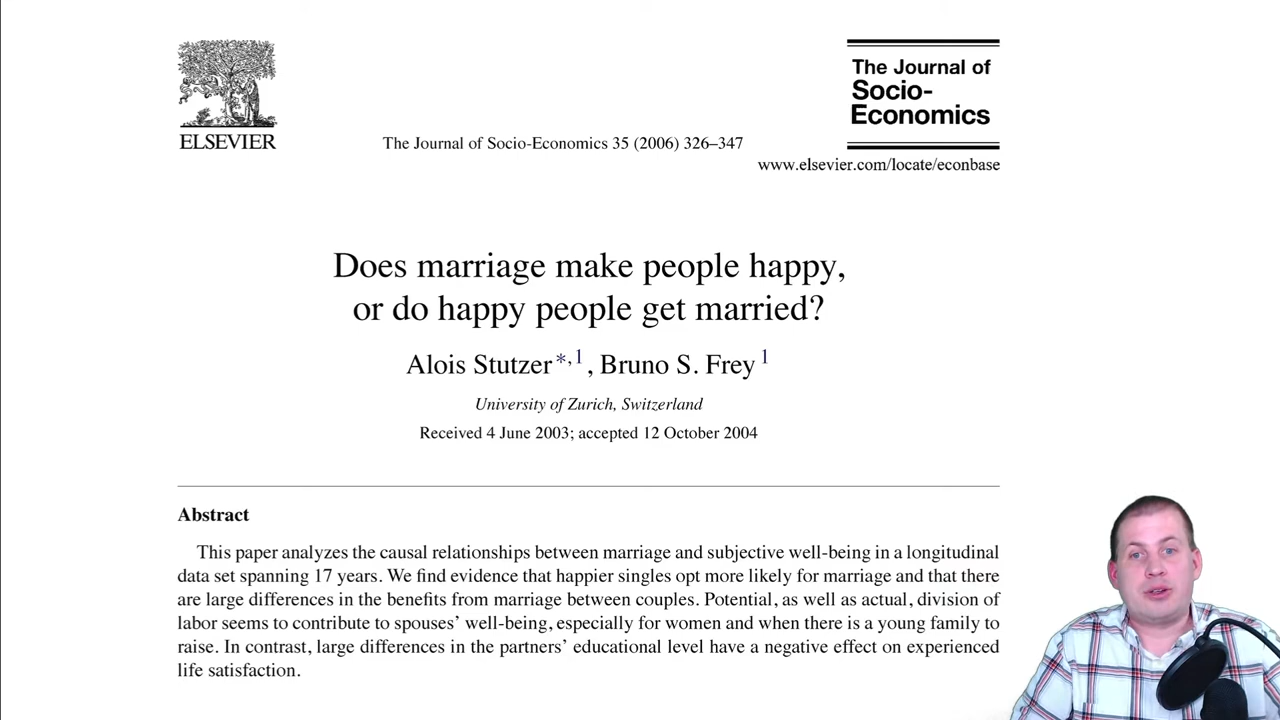 ELSEVIER
The Journal of Socio-Economics 35 (2006) 326–347
The Journal of
Socio-
Economics
www.elsevier.com/locate/econbase
Does marriage make people happy,
or do happy people get married?
Alois Stutzer *,1, Bruno S. Frey 1
University of Zurich, Switzerland
Received 4 June 2003; accepted 12 October 2004
Abstract
This paper analyzes the causal relationships between marriage and subjective well-being in a longitudinal
data set spanning 17 years. We find evidence that happier singles opt more likely for marriage and that there
are large differences in the benefits from marriage between couples. Potential, as well as actual, division of
labor seems to contribute to spouses' well-being, especially for women and when there is a young family to
raise. In contrast, large differences in the partners' educational level have a negative effect on experienced
life satisfaction.